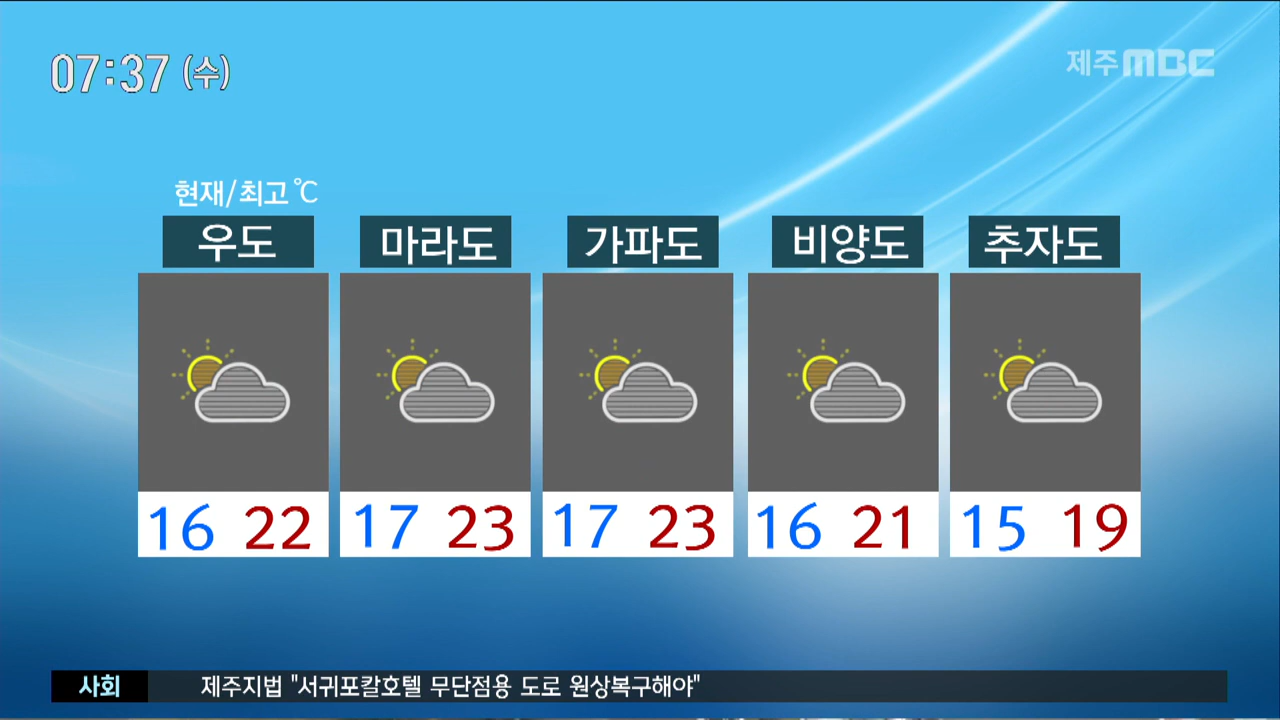 07:37 (수)
제주MBC
현재/최고 ℃
우도 마라도 가파도 비양도 추자도
16 22 17 23 17 23 16 21 15 19
사회 제주지법 "서귀포칼호텔 무단점용 도로 원상복구해야"